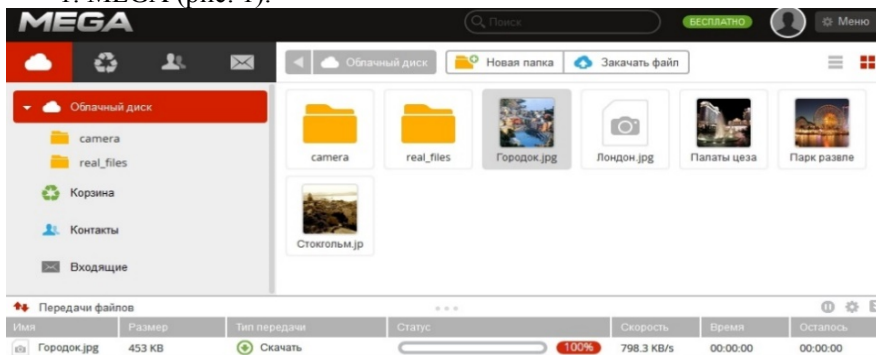 1. MEGA (рис. 1).
MEGA
Поиск
БЕСПЛАТНО
Меню
Облачный диск
Новая папка
Закачать файл
Облачный диск
camera
real_files
Корзина
Контакты
Входящие
camera
real_files
Городок.jpg
Лондон.jpg
Палаты цеза
Парк развле
Стокгольм.jp
Передачи файлов
Имя Размер Тип передачи Статус Скорость Время Осталось
Городок.jpg 453 KB Скачать 100% 798.3 KB/s 00:00:00 00:00:00